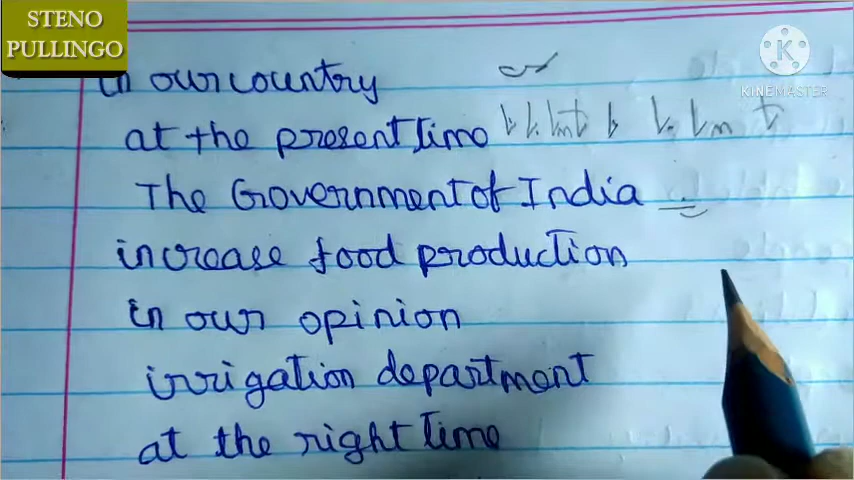 STENO
PULLINGO
K
KINEMASTER
in our country
at the present time
The Government of India
increase food production
in our opinion
irrigation department
at the right time